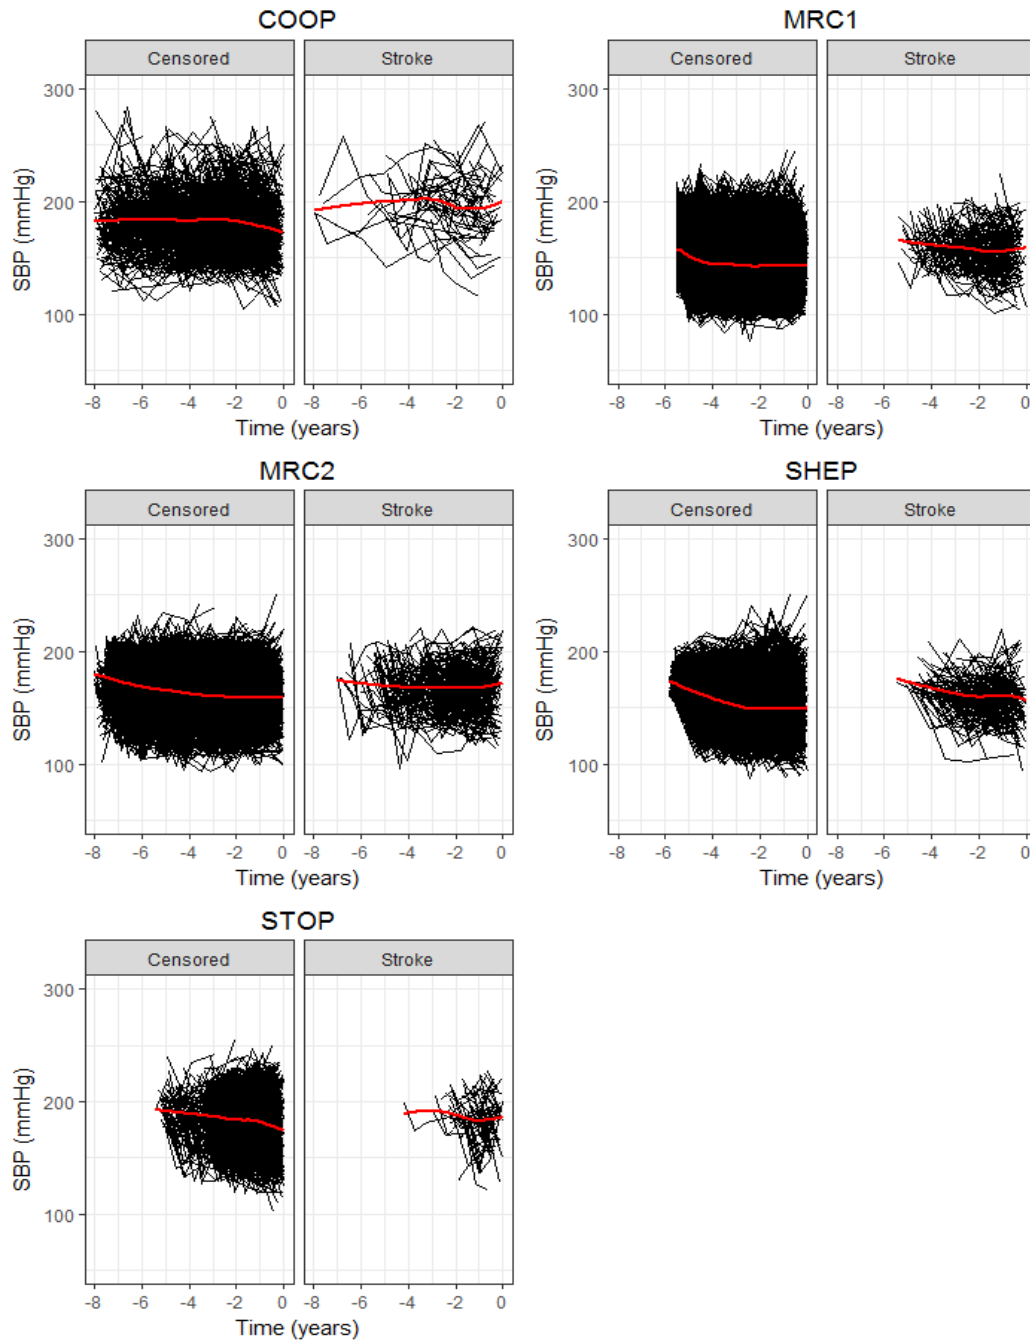 COOP
Censored Stroke
300
200
100
SBP (mmHg)
-8 -6 -4 -2 0 -8 -6 -4 -2 0
Time (years)
MRC1
Censored Stroke
300
200
100
SBP (mmHg)
-8 -6 -4 -2 0 -8 -6 -4 -2 0
Time (years)
MRC2
Censored Stroke
300
200
100
SBP (mmHg)
-8 -6 -4 -2 0 -8 -6 -4 -2 0
Time (years)
SHEP
Censored Stroke
300
200
100
SBP (mmHg)
-8 -6 -4 -2 0 -8 -6 -4 -2 0
Time (years)
STOP
Censored Stroke
300
200
100
SBP (mmHg)
-8 -6 -4 -2 0 -8 -6 -4 -2 0
Time (years)